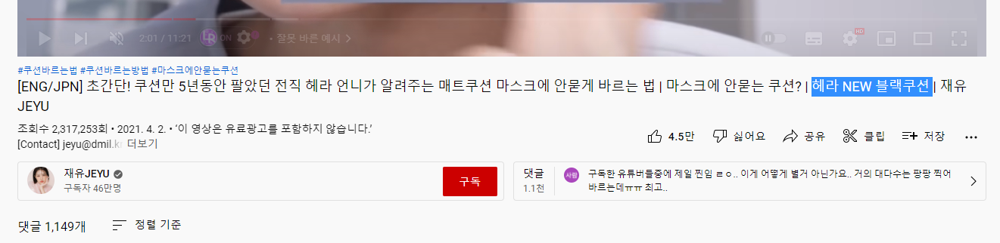 2:01 / 11:21 LR ON • 잘못 바른 예시 HD
#쿠션바르는법 #쿠션바르는방법 #마스크에안묻는쿠션
[ENG/JPN] 초간단! 쿠션만 5년동안 팔았던 전직 헤라 언니가 알려주는 매트쿠션 마스크에 안묻게 바르는 법 | 마스크에 안묻는 쿠션? | 헤라 NEW 블랙쿠션 | 재유
JEYU
조회수 2,317,253회 • 2021. 4. 2. • ‘이 영상은 유료광고를 포함하지 않습니다.’
[Contact] jeyu@dmil.k 더보기
4.5만 싫어요 공유 클립 저장
재유JEYU
구독자 46만명
구독
댓글
1.1천
사람
구독한 유튜버들중에 제일 찐임 ㄹㅇ.. 이게 어떻게 별거 아닌가요.. 거의 대다수는 팡팡 찍어
바르는데ㅠㅠ 최고..
댓글 1,149개 정렬 기준